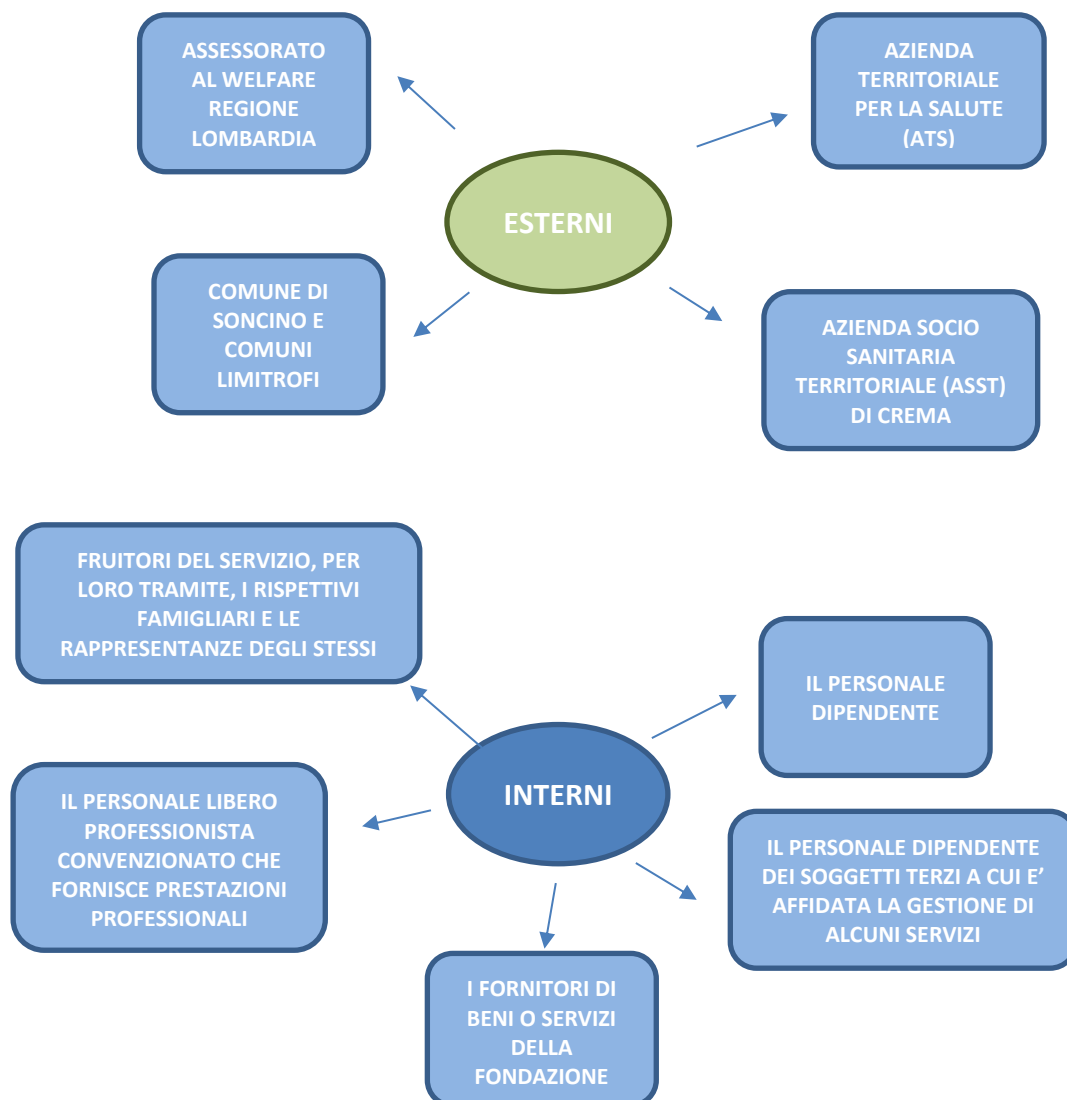 ASSESSORATO
AL WELFARE
REGIONE
LOMBARDIA
AZIENDA
TERRITORIALE
PER LA SALUTE
(ATS)
ESTERNI
COMUNE DI
SONCINO E
COMUNI
LIMITROFI
AZIENDA SOCIO
SANITARIA
TERRITORIALE (ASST)
DI CREMA
FRUITORI DEL SERVIZIO, PER
LORO TRAMITE, I RISPETTIVI
FAMIGLIARI E LE
RAPPRESENTANZE DEGLI STESSI
IL PERSONALE
DIPENDENTE
INTERNI
IL PERSONALE LIBERO
PROFESSIONISTA
CONVENZIONATO CHE
FORNISCE PRESTAZIONI
PROFESSIONALI
IL PERSONALE DIPENDENTE
DEI SOGGETTI TERZI A CUI E’
AFFIDATA LA GESTIONE DI
ALCUNI SERVIZI
I FORNITORI DI
BENI O SERVIZI
DELLA
FONDAZIONE